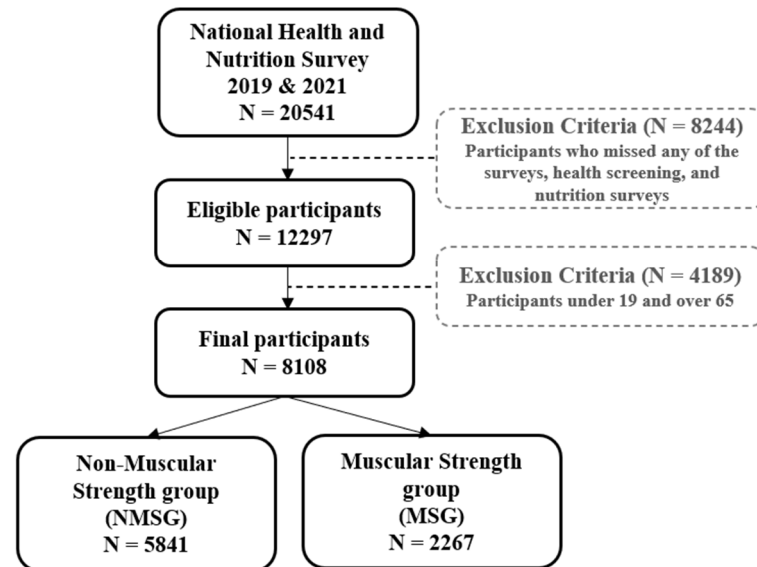 National Health and
Nutrition Survey
2019 & 2021
N = 20541
Exclusion Criteria (N = 8244)
Participants who missed any of the
surveys, health screening, and
nutrition surveys
Eligible participants
N = 12297
Exclusion Criteria (N = 4189)
Participants under 19 and over 65
Final participants
N = 8108
Non-Muscular
Strength group
(NMSG)
N = 5841
Muscular Strength
group
(MSG)
N = 2267